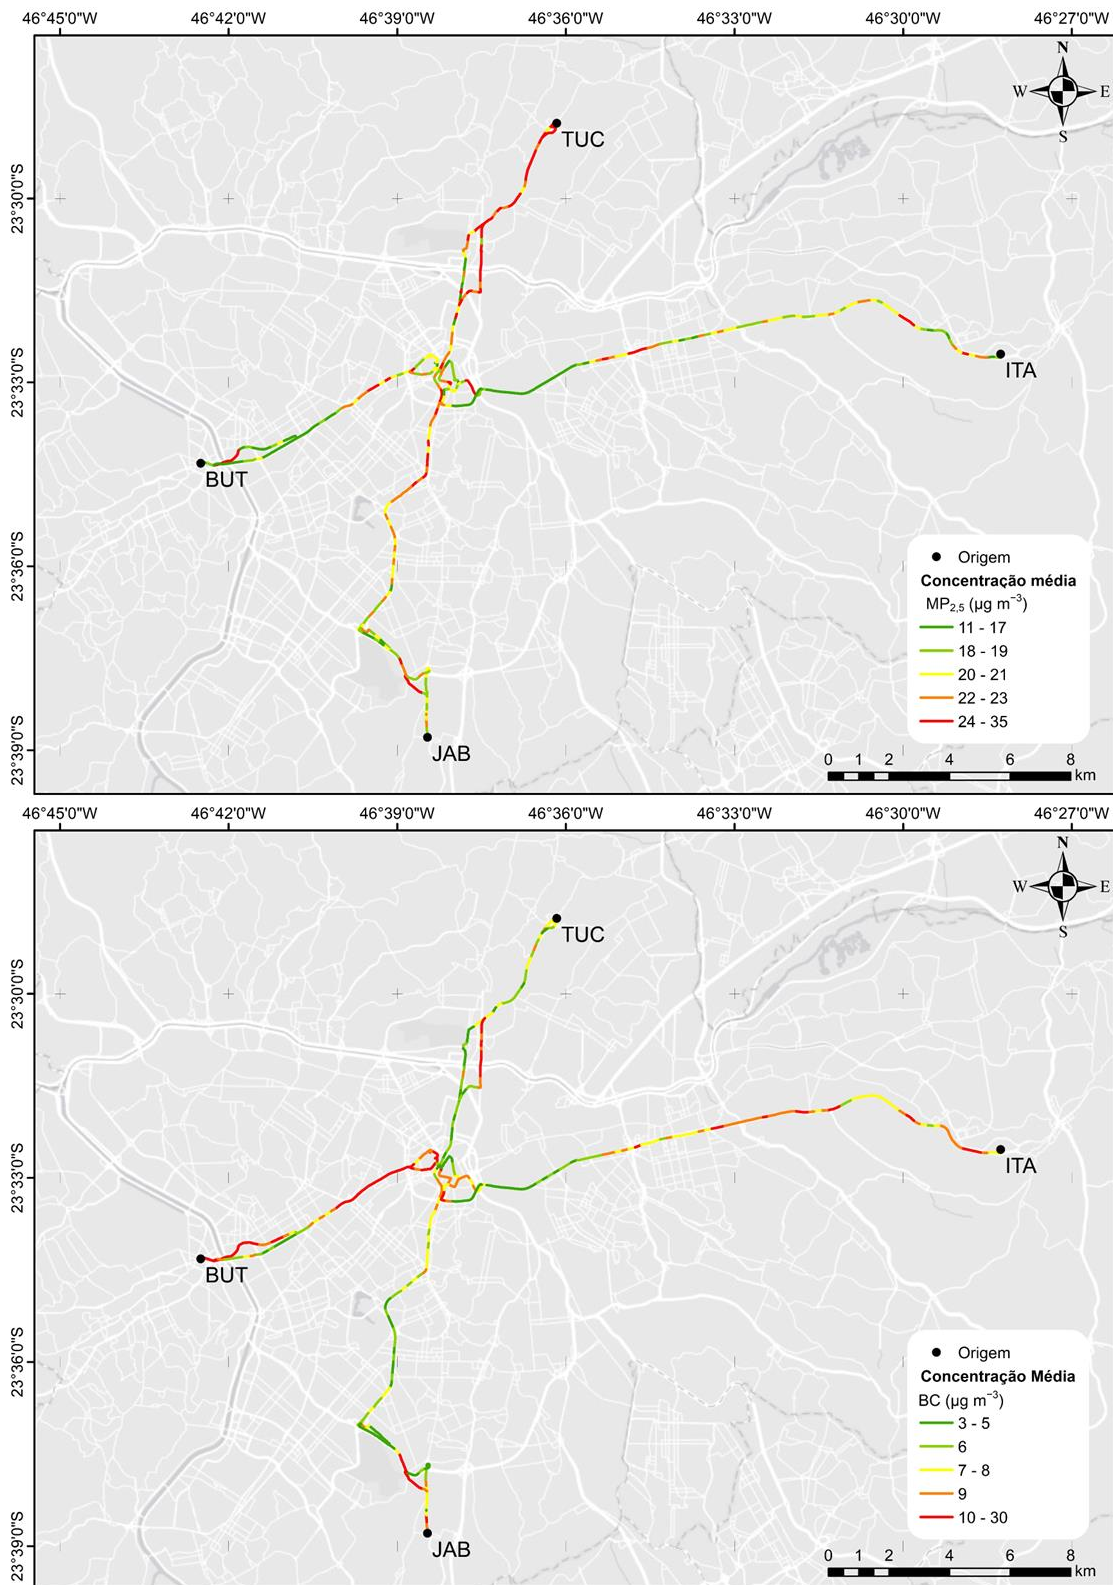 46°45'0"W 46°42'0"W 46°39'0"W 46°36'0"W 46°33'0"W 46°30'0"W 46°27'0"W
N
W E
S
TUC
23°30'0"S
ITA
23°33'0"S
BUT
23°36'0"S
Origem
Concentração média
MP2,5 (µg m⁻³)
11 - 17
18 - 19
20 - 21
22 - 23
24 - 35
23°39'0"S
JAB
0 1 2 4 6 8 km
46°45'0"W 46°42'0"W 46°39'0"W 46°36'0"W 46°33'0"W 46°30'0"W 46°27'0"W
N
W E
S
TUC
23°30'0"S
ITA
23°33'0"S
BUT
23°36'0"S
Origem
Concentração Média
BC (µg m⁻³)
3 - 5
6
7 - 8
9
10 - 30
23°39'0"S
JAB
0 1 2 4 6 8 km